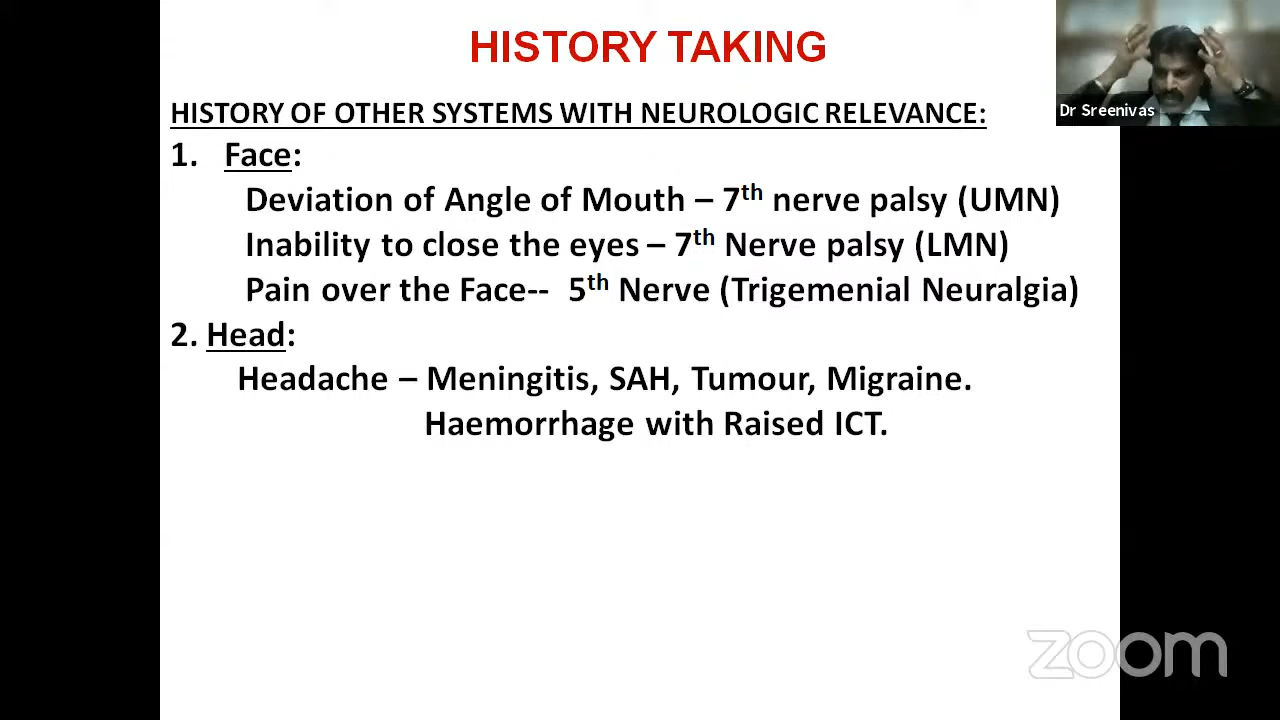 HISTORY TAKING
Dr Sreenivas
HISTORY OF OTHER SYSTEMS WITH NEUROLOGIC RELEVANCE:
1. Face:
Deviation of Angle of Mouth – 7th nerve palsy (UMN)
Inability to close the eyes – 7th Nerve palsy (LMN)
Pain over the Face-- 5th Nerve (Trigemenial Neuralgia)
2. Head:
Headache – Meningitis, SAH, Tumour, Migraine.
Haemorrhage with Raised ICT.
zoom